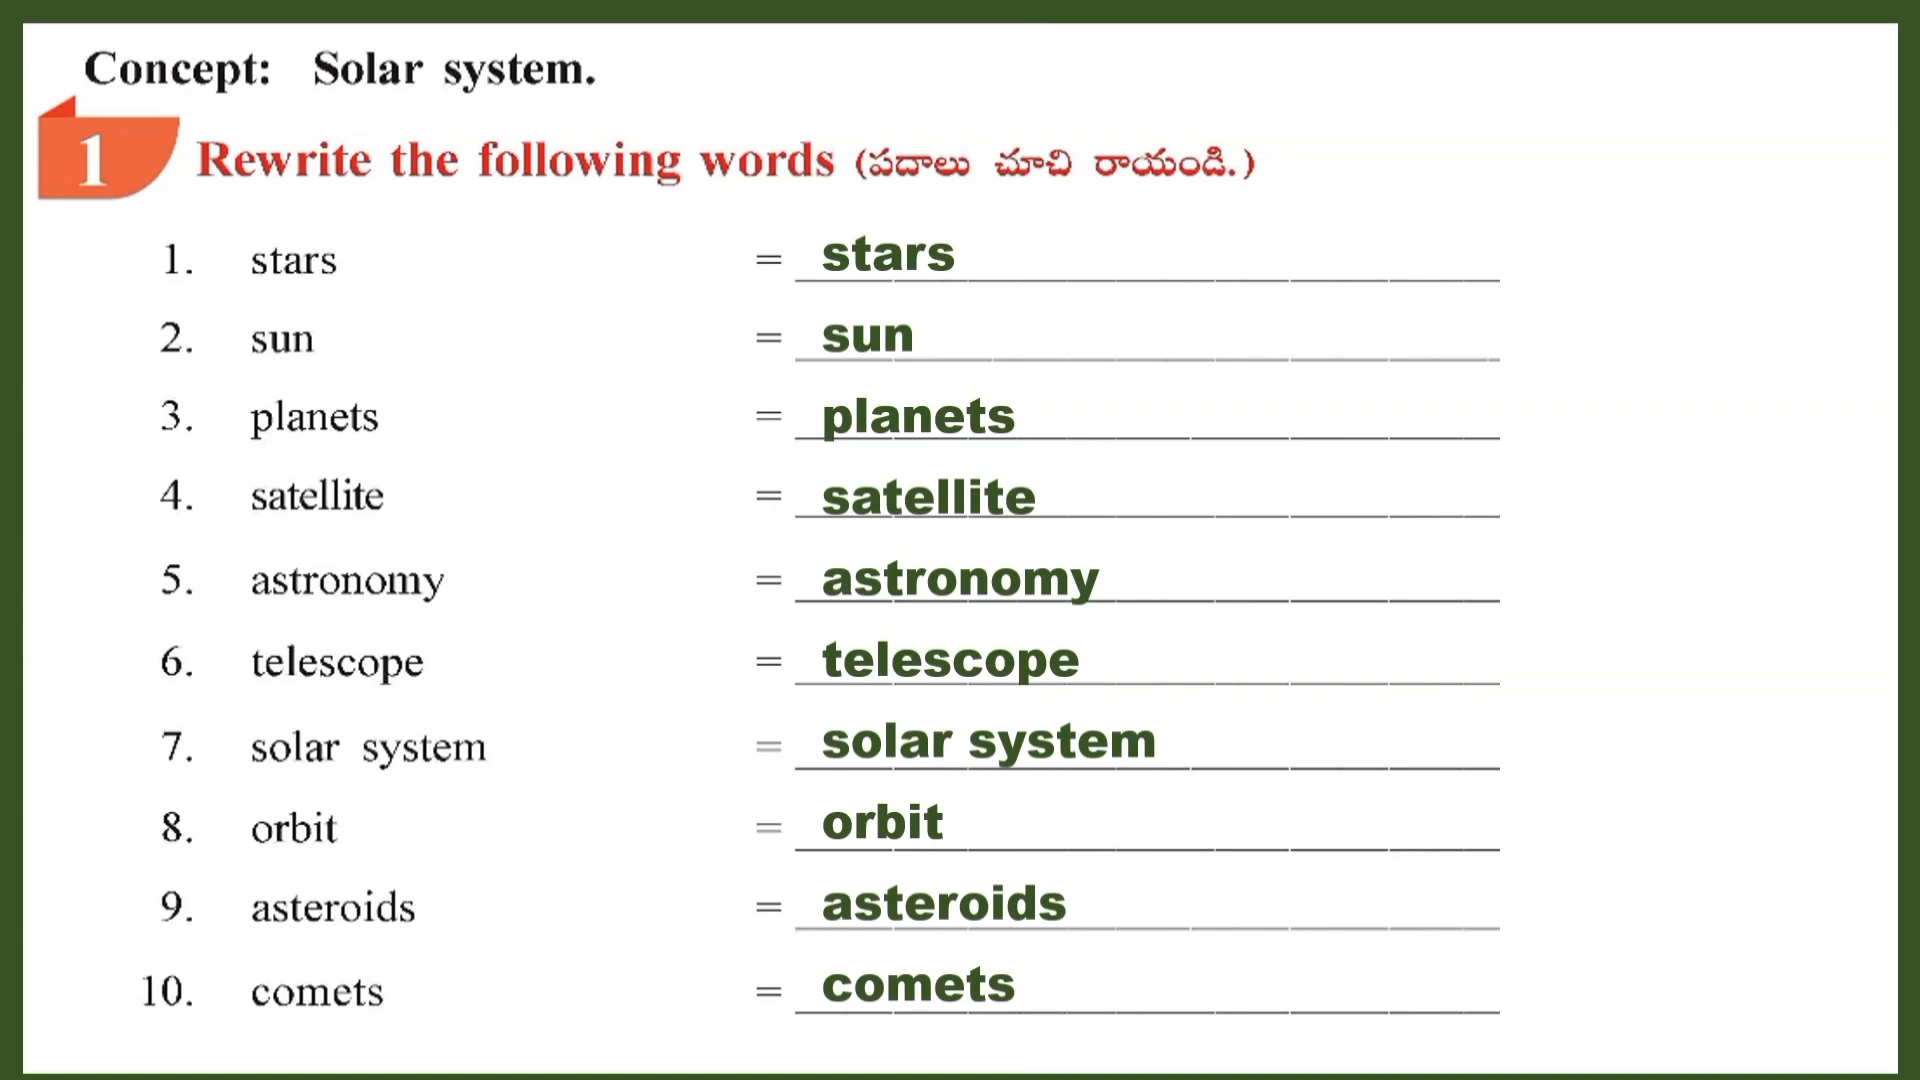 Concept: Solar system.
1 Rewrite the following words (పదాలు చూచి రాయండి.)
1. stars = stars
2. sun = sun
3. planets = planets
4. satellite = satellite
5. astronomy = astronomy
6. telescope = telescope
7. solar system = solar system
8. orbit = orbit
9. asteroids = asteroids
10. comets = comets